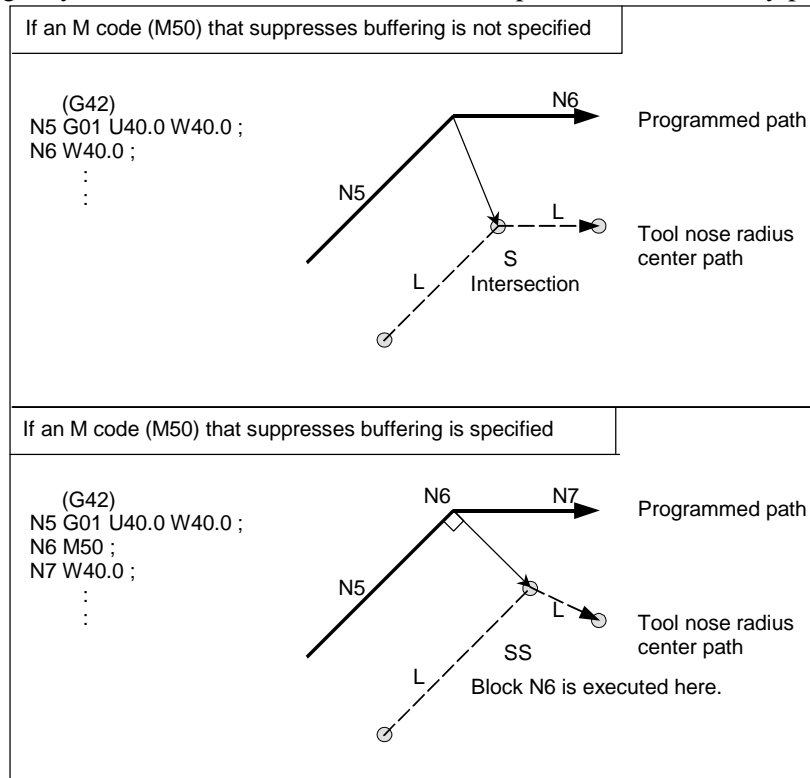 If an M code (M50) that suppresses buffering is not specified
(G42)
N5 G01 U40.0 W40.0 ;
N6 W40.0 ;
:
:
N6
Programmed path
N5
L
Tool nose radius
center path
S
Intersection
L
If an M code (M50) that suppresses buffering is specified
(G42)
N5 G01 U40.0 W40.0 ;
N6 M50 ;
N7 W40.0 ;
:
:
N6
N7
Programmed path
N5
L
Tool nose radius
center path
SS
L
Block N6 is executed here.